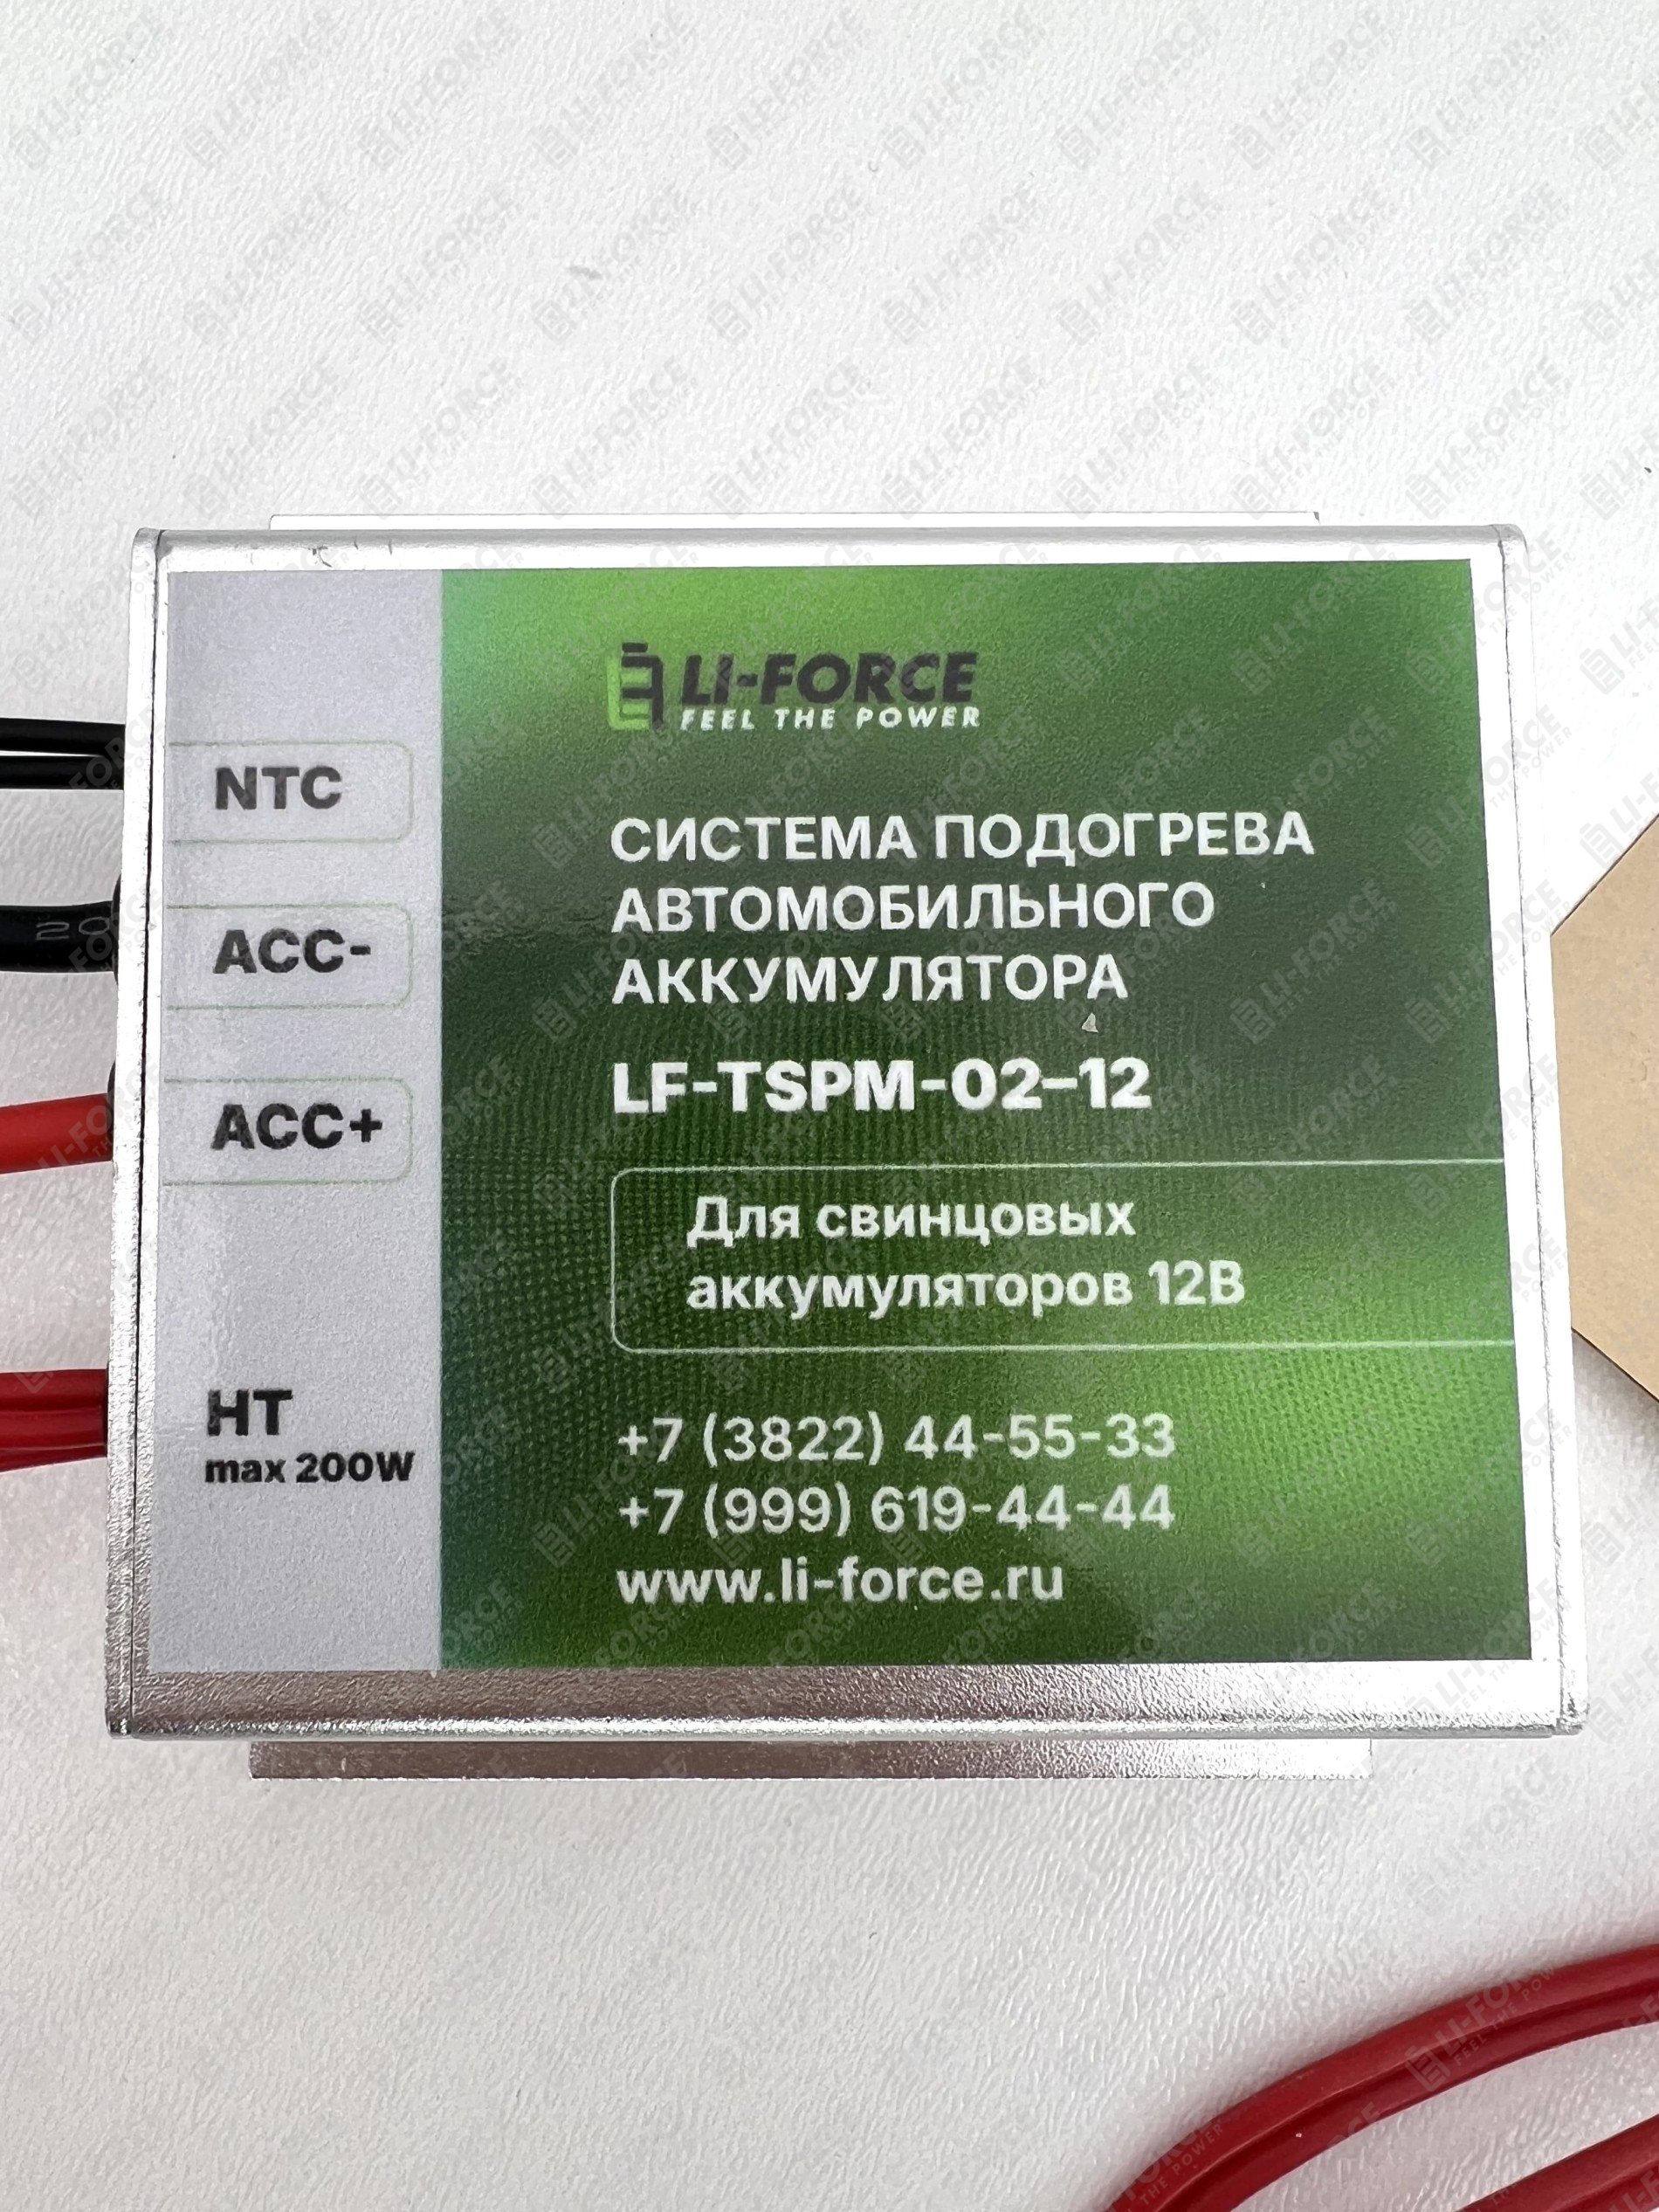 NTC
ACC-
ACC+
HT
max 200W
LI-FORCE
FEEL THE POWER
СИСТЕМА ПОДОГРЕВА
АВТОМОБИЛЬНОГО
АККУМУЛЯТОРА
LF-TSPM-02-12
Для свинцовых
аккумуляторов 12В
+7 (3822) 44-55-33
+7 (999) 619-44-44
www.li-force.ru